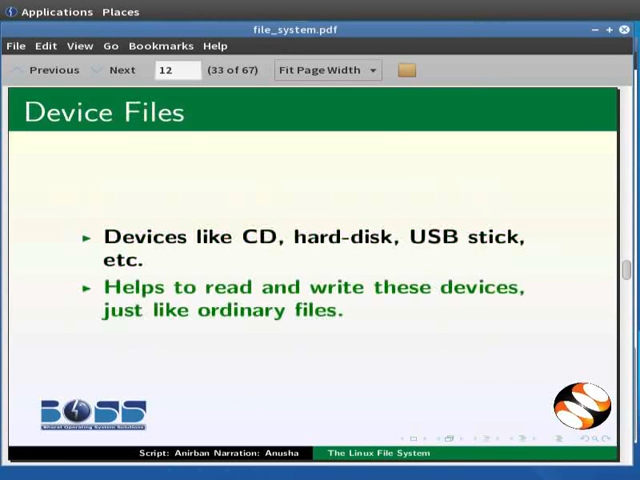 Applications Places
file_system.pdf
File Edit View Go Bookmarks Help
Previous Next 12 (33 of 67) Fit Page Width
Device Files
Devices like CD, hard-disk, USB stick,
etc.
Helps to read and write these devices,
just like ordinary files.
BOSS
Bharat Operating System Solutions
Script: Anirban Narration: Anusha The Linux File System